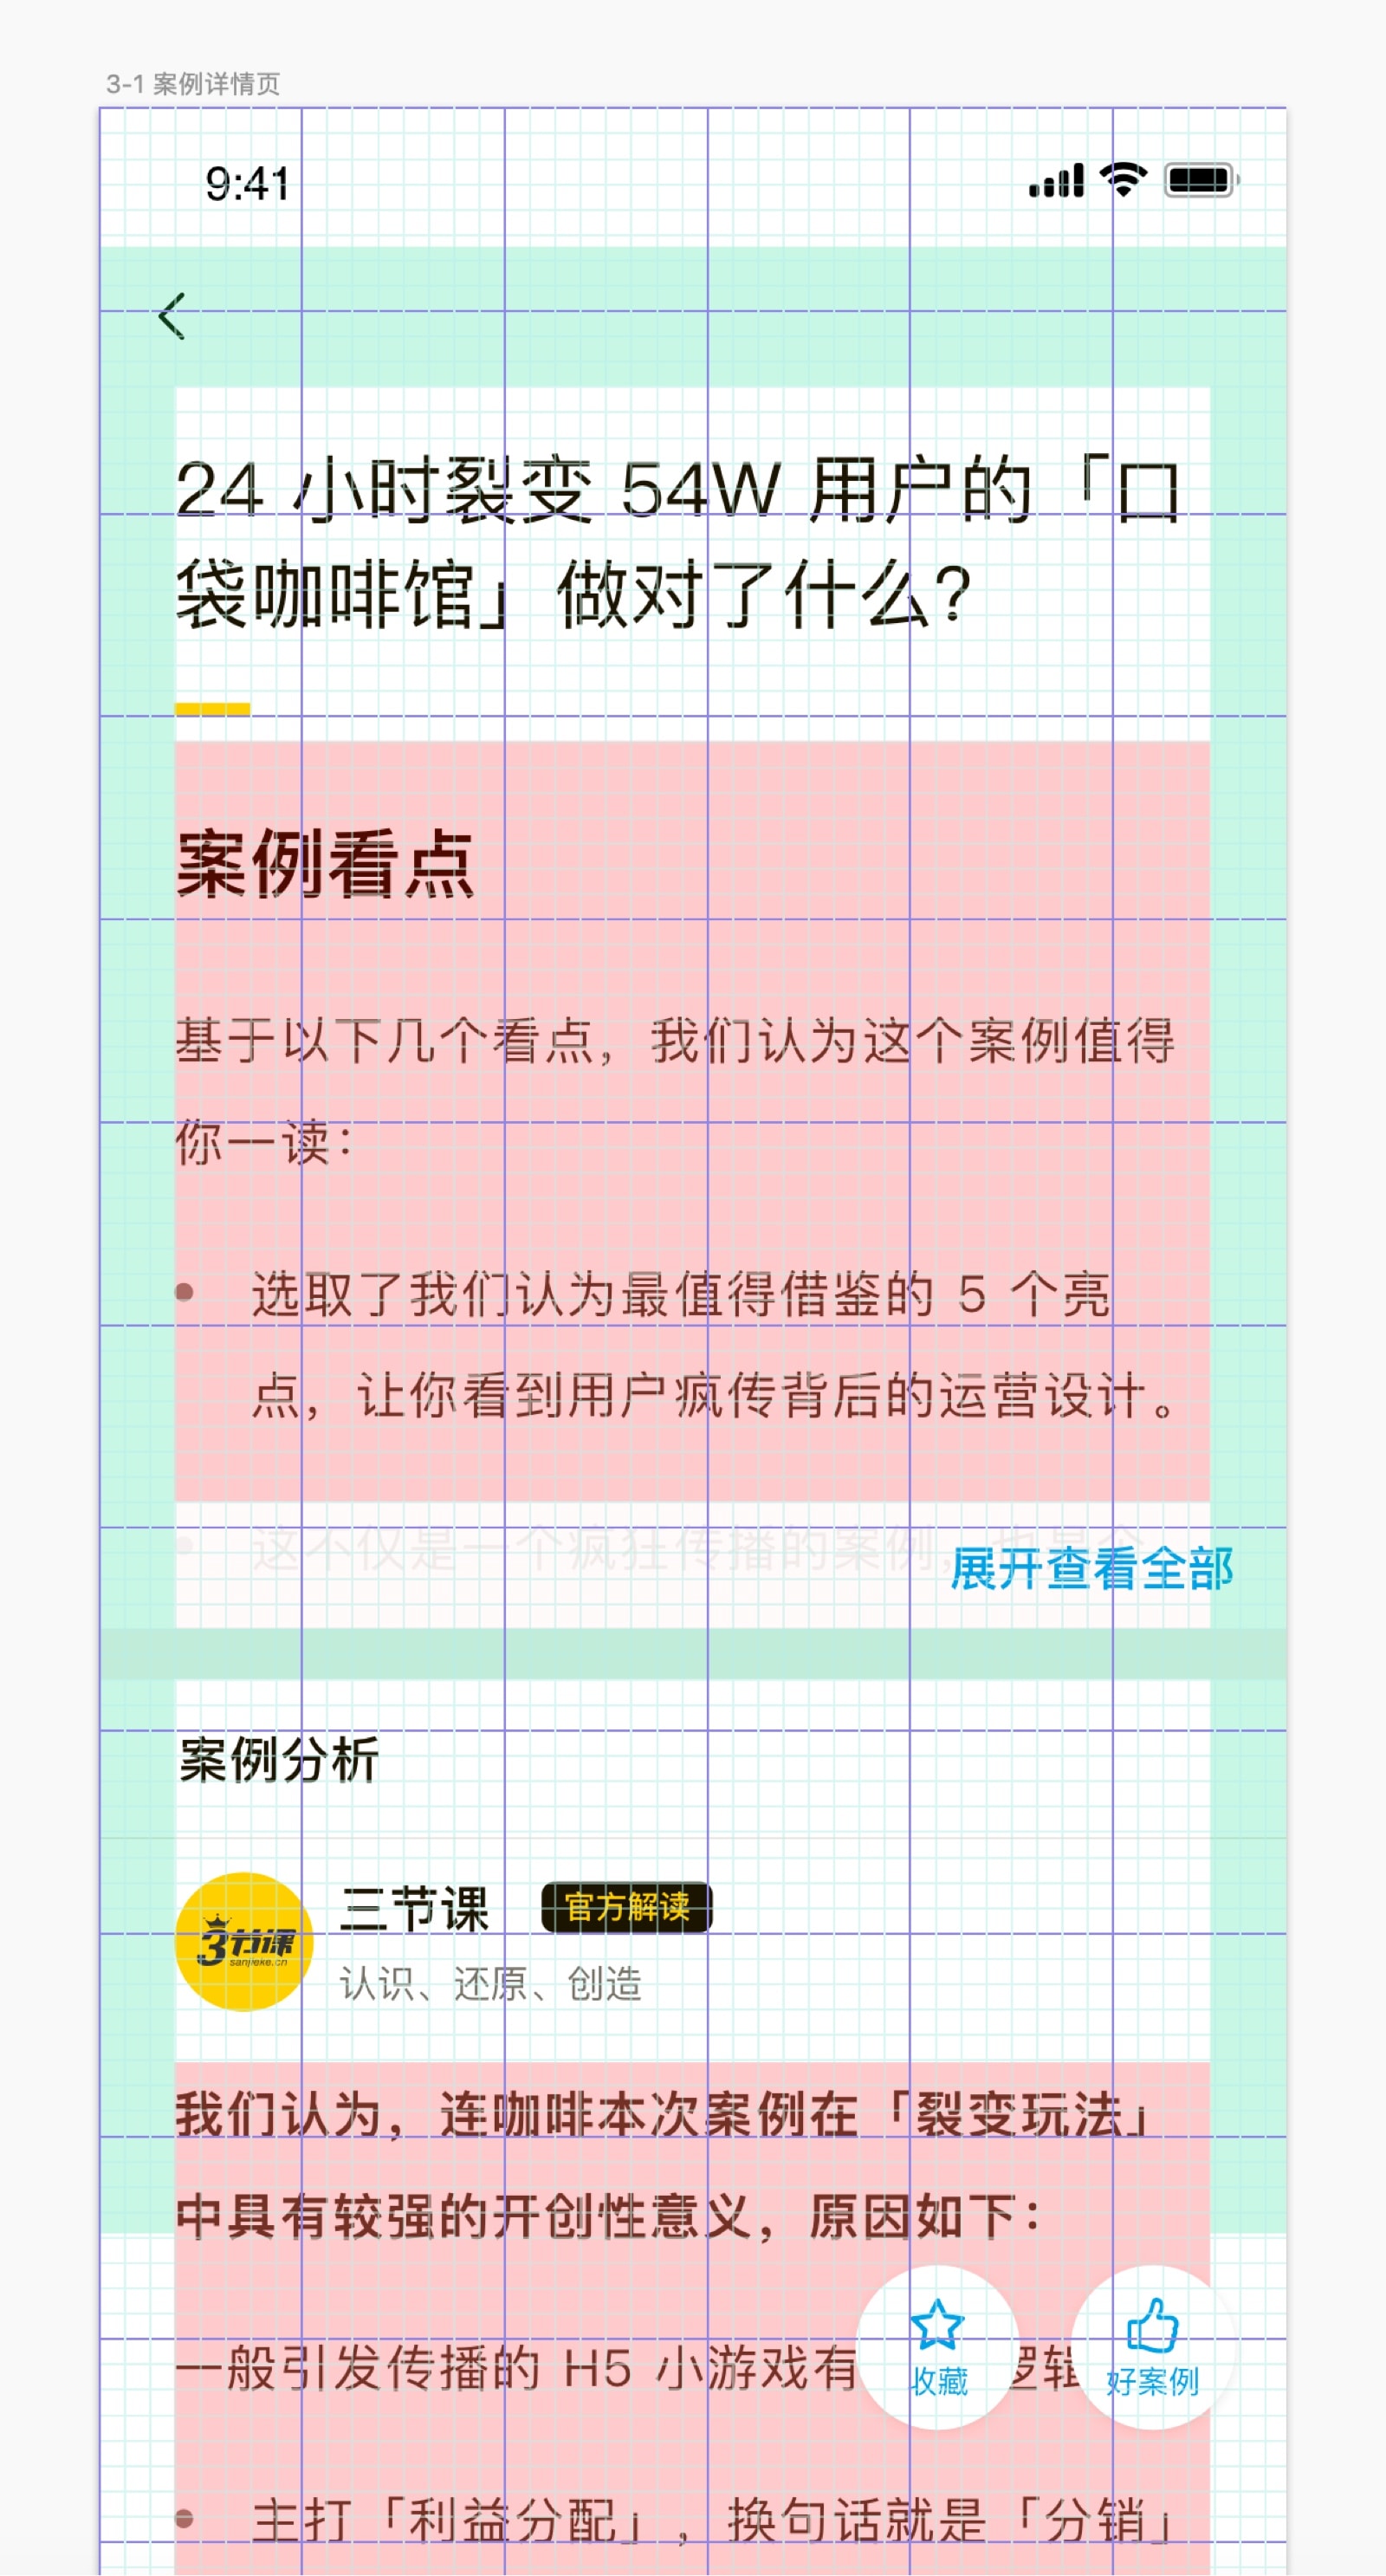 3-1 案例详情页
9:41
24 小时裂变 54W 用户的「口
袋咖啡馆」 做对了什么？
案例看点
基于以下几个看点，我们认为这个案例值得
你一读：
选取了我们认为最值得借鉴的 5 个亮
点，让你看到用户疯传背后的运营设计。
这不仅是一个疯狂传播的案例，也是企
展开查看全部
案例分析
三节课 官方解读
3节课
sanjieke.cn
认识、还原、创造
我们认为，连咖啡本次案例在「裂变玩法」
中具有较强的开创性意义，原因如下：
一般引发传播的 H5 小游戏有 逻辑
收藏 好案例
主打「利益分配」，换句话就是「分销」